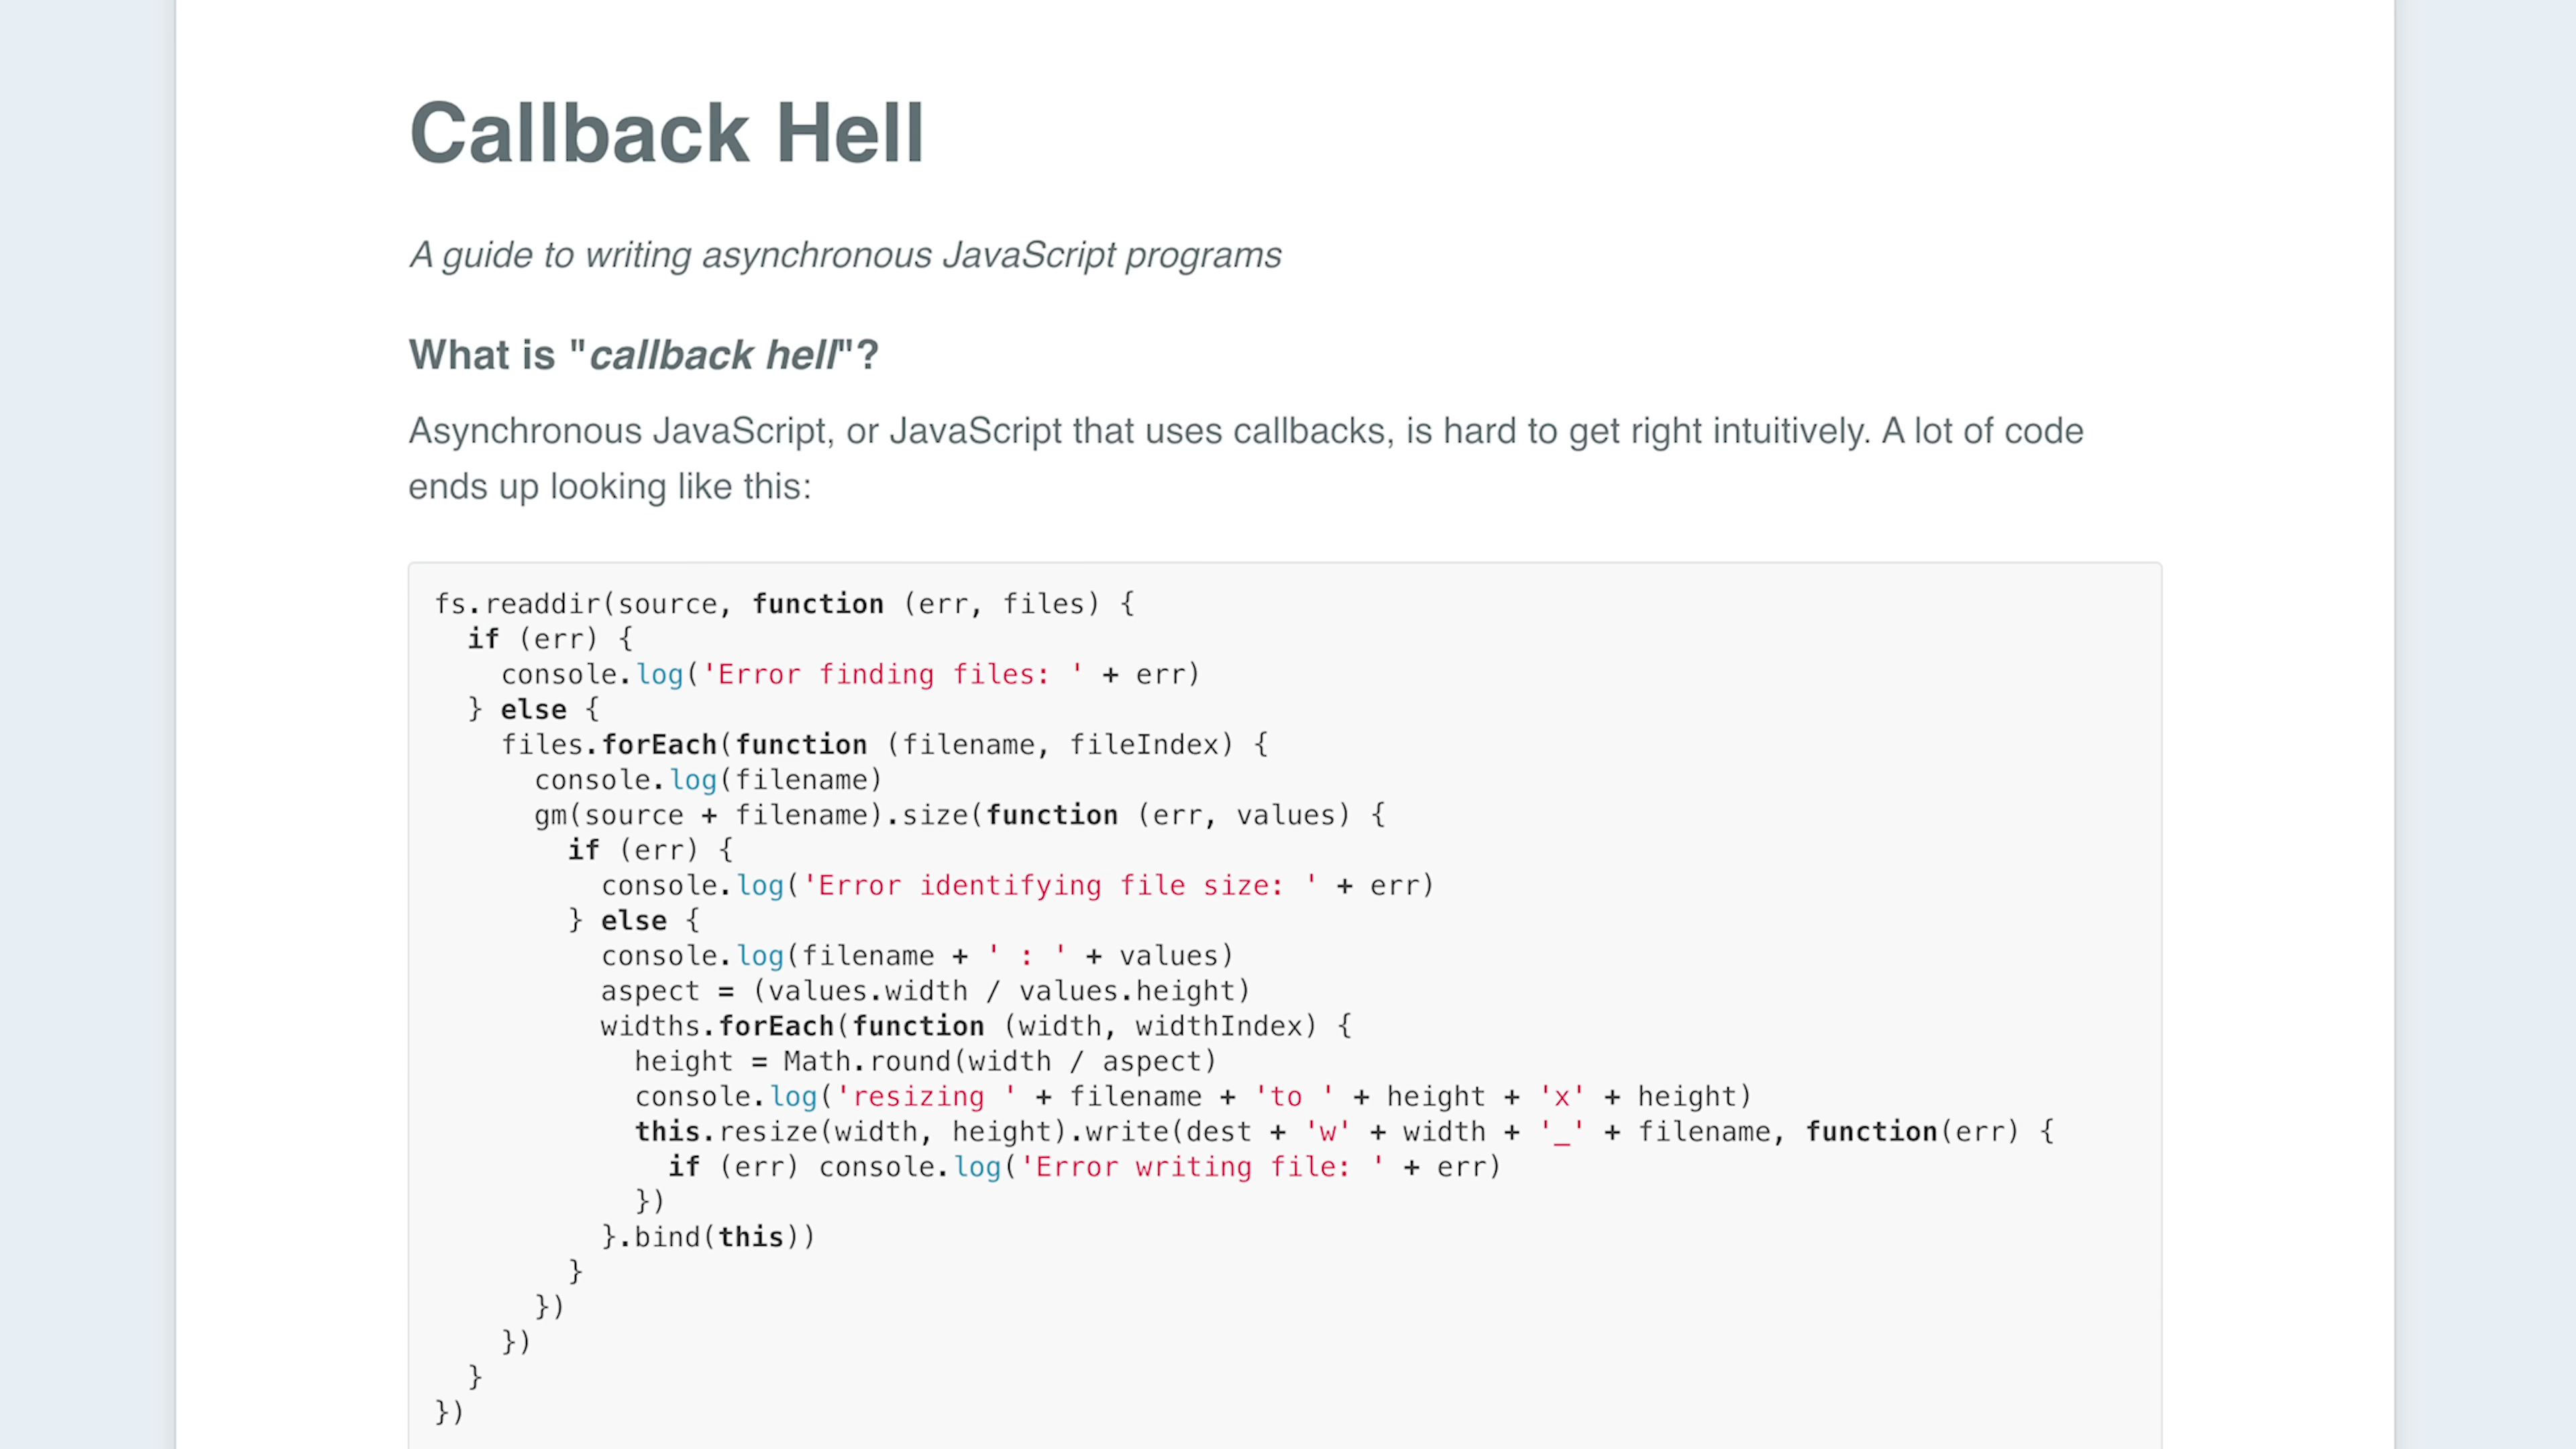 Callback Hell
A guide to writing asynchronous JavaScript programs
What is "callback hell"?
Asynchronous JavaScript, or JavaScript that uses callbacks, is hard to get right intuitively. A lot of code
ends up looking like this:
fs.readdir(source, function (err, files) {
  if (err) {
    console.log('Error finding files: ' + err)
  } else {
    files.forEach(function (filename, fileIndex) {
      console.log(filename)
      gm(source + filename).size(function (err, values) {
        if (err) {
          console.log('Error identifying file size: ' + err)
        } else {
          console.log(filename + ' : ' + values)
          aspect = (values.width / values.height)
          widths.forEach(function (width, widthIndex) {
            height = Math.round(width / aspect)
            console.log('resizing ' + filename + 'to ' + height + 'x' + height)
            this.resize(width, height).write(dest + 'w' + width + '_' + filename, function(err) {
              if (err) console.log('Error writing file: ' + err)
            })
          }.bind(this))
        }
      })
    })
  }
})